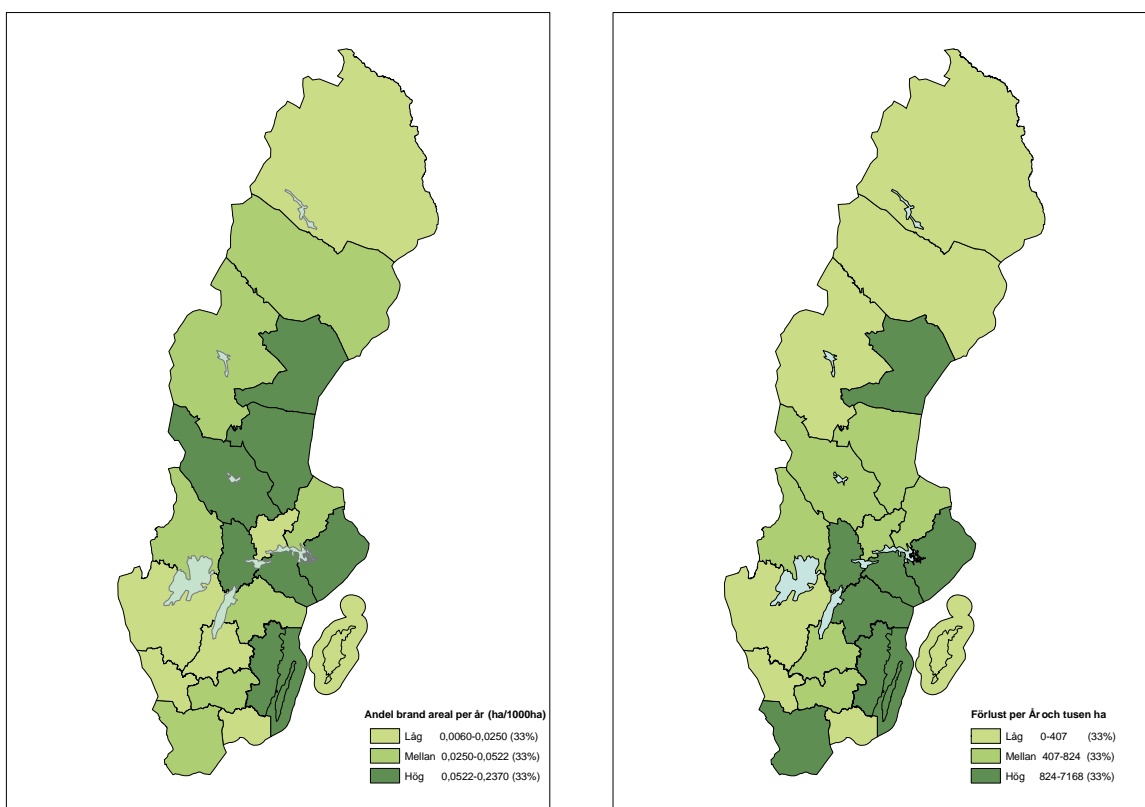 Andel brand areal per år (ha/1000ha)
Låg 0,0060-0,0250 (33%)
Mellan 0,0250-0,0522 (33%)
Hög 0,0522-0,2370 (33%)
Förlust per År och tusen ha
Låg 0-407 (33%)
Mellan 407-824 (33%)
Hög 824-7168 (33%)